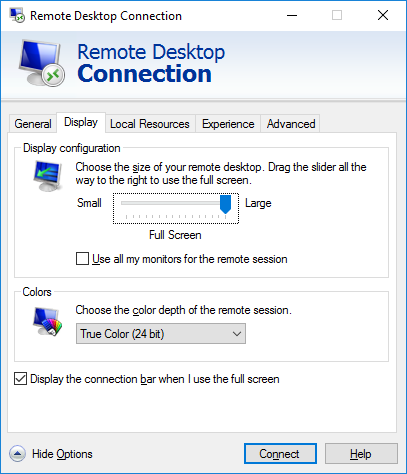 Remote Desktop Connection
Remote Desktop
Connection
General Display Local Resources Experience Advanced
Display configuration
Choose the size of your remote desktop. Drag the slider all the
way to the right to use the full screen.
Small Large
Full Screen
Use all my monitors for the remote session
Colors
Choose the color depth of the remote session.
True Color (24 bit)
Display the connection bar when I use the full screen
Hide Options Connect Help